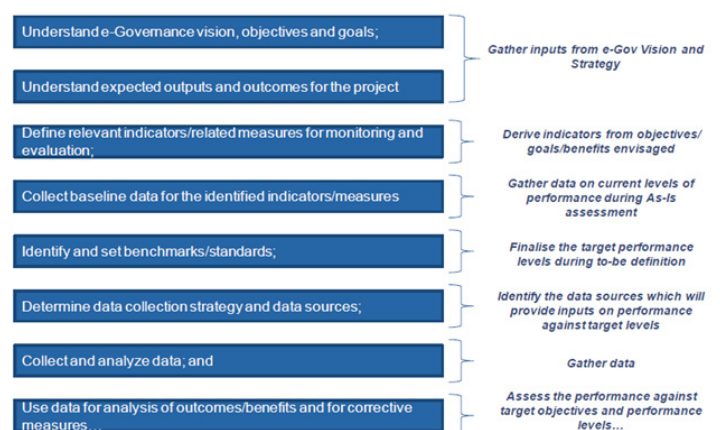 Understand e-Governance vision, objectives and goals;
Gather inputs from e-Gov Vision and
Strategy
Understand expected outputs and outcomes for the project
Define relevant indicators/related measures for monitoring and
evaluation;
Derive indicators from objectives/
goals/benefits envisaged
Collect baseline data for the identified indicators/measures
Gather data on current levels of
performance during As-Is
assessment
Identify and set benchmarks/standards;
Finalise the target performance
levels during to-be definition
Determine data collection strategy and data sources;
Identify the data sources which will
provide inputs on performance
against target levels
Collect and analyze data; and
Gather data
Use data for analysis of outcomes/benefits and for corrective
measures…
Assess the performance against
target objectives and performance
levels…